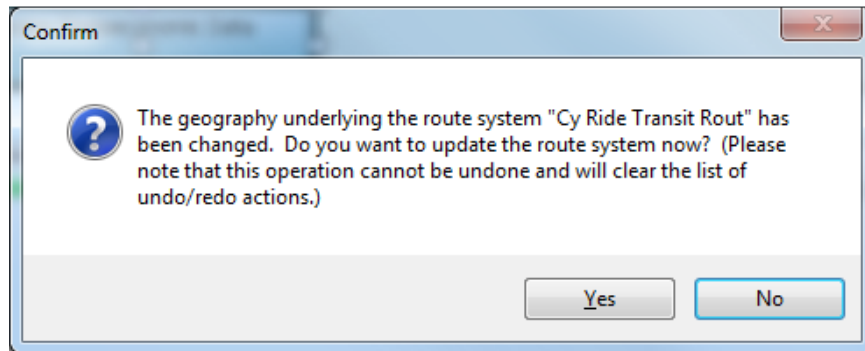 Confirm
The geography underlying the route system "Cy Ride Transit Rout" has
been changed.  Do you want to update the route system now?  (Please
note that this operation cannot be undone and will clear the list of
undo/redo actions.)
Yes
No